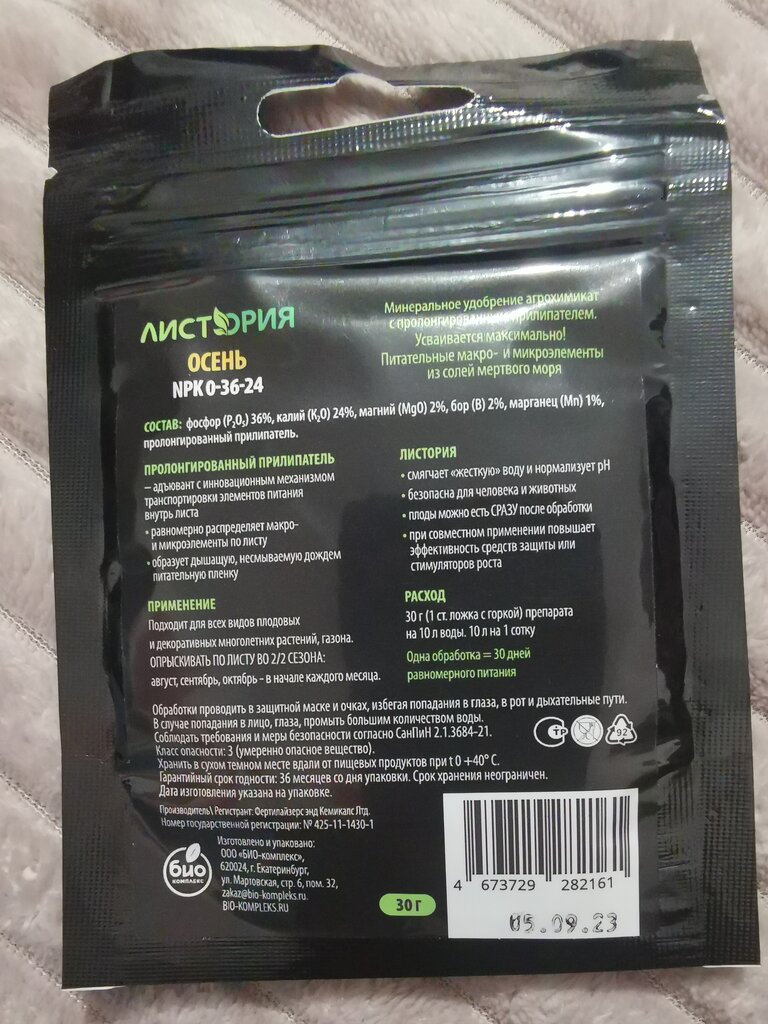 ЛИСТОРИЯ
ОСЕНЬ
NPK 0-36-24
Минеральное удобрение агрохимикат
с пролонгированным прилипателем.
Усваивается максимально!
Питательные макро- и микроэлементы
из солей мертвого моря
СОСТАВ: фосфор (P₂O₅) 36%, калий (K₂O) 24%, магний (MgO) 2%, бор (B) 2%, марганец (Mn) 1%,
пролонгированный прилипатель.
ПРОЛОНГИРОВАННЫЙ ПРИЛИПАТЕЛЬ
– адъювант с инновационным механизмом
транспортировки элементов питания
внутрь листа
• равномерно распределяет макро-
и микроэлементы по листу
• образует дышащую, несмываемую дождем
питательную пленку
ЛИСТОРИЯ
• смягчает «жесткую» воду и нормализует pH
• безопасна для человека и животных
• плоды можно есть СРАЗУ после обработки
• при совместном применении повышает
эффективность средств защиты или
стимуляторов роста
ПРИМЕНЕНИЕ
Подходит для всех видов плодовых
и декоративных многолетних растений, газона.
ОПРЫСКИВАТЬ ПО ЛИСТУ ВО 2/2 СЕЗОНА:
август, сентябрь, октябрь - в начале каждого месяца.
РАСХОД
30 г (1 ст. ложка с горкой) препарата
на 10 л воды. 10 л на 1 сотку
Одна обработка = 30 дней
равномерного питания
Обработки проводить в защитной маске и очках, избегая попадания в глаза, в рот и дыхательные пути.
В случае попадания в лицо, глаза, промыть большим количеством воды.
Соблюдать требования и меры безопасности согласно СанПиН 2.1.3684-21.
Класс опасности: 3 (умеренно опасное вещество).
Хранить в сухом темном месте вдали от пищевых продуктов при t 0 +40° С.
Гарантийный срок годности: 36 месяцев со дня упаковки. Срок хранения неограничен.
Дата изготовления указана на упаковке.
СТР
92
Производитель\ Регистрант: Фертилайзерс энд Кемикалс Лтд.
Номер государственной регистрации: № 425-11-1430-1
био
КОМПЛЕКС
Изготовлено и упаковано:
ООО «БИО-комплекс»,
620024, г. Екатеринбург,
ул. Мартовская, стр. 6, пом. 32,
zakaz@bio-kompleks.ru.
BIO-KOMPLEKS.RU
30 г
4 673729 282161
05.09.23